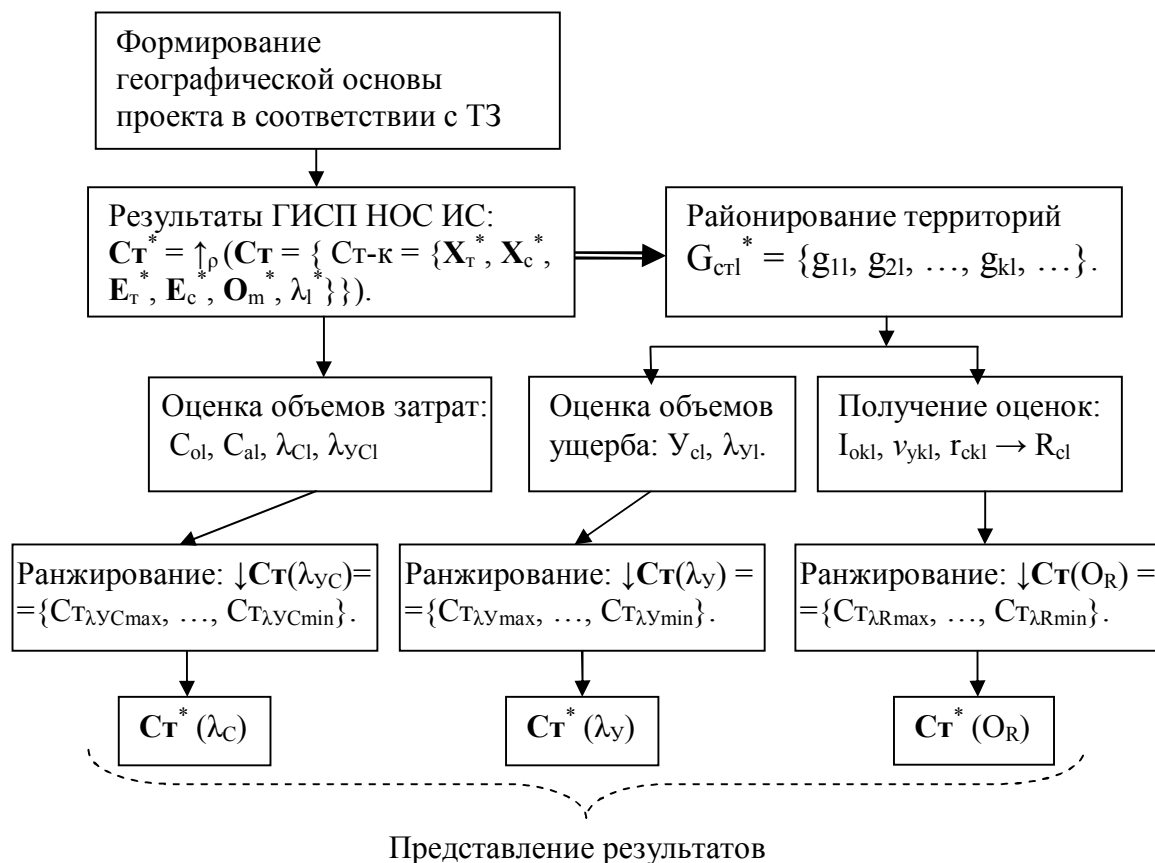 Формирование
географической основы
проекта в соответствии с ТЗ
Результаты ГИСП НОС ИС:
Ст* = ↑ρ (Ст = { Ст-к = {Xт*, Xс*,
Eт*, Eс*, Om*, λl*}}).
Районирование территорий
Gстl* = {g1l, g2l, …, gkl, …}.
Оценка объемов затрат:
Col, Cal, λCl, λУCl
Оценка объемов
ущерба: Уcl, λУl.
Получение оценок:
Iokl, νуkl, rckl → Rcl
Ранжирование: ↓Ст(λУС)=
={СтλУCmax, …, СтλУCmin}.
Ранжирование: ↓Ст(λУ) =
={СтλУmax, …, СтλУmin}.
Ранжирование: ↓Ст(OR) =
={СтλRmax, …, СтλRmin}.
Ст* (λС)
Ст* (λУ)
Ст* (OR)
Представление результатов